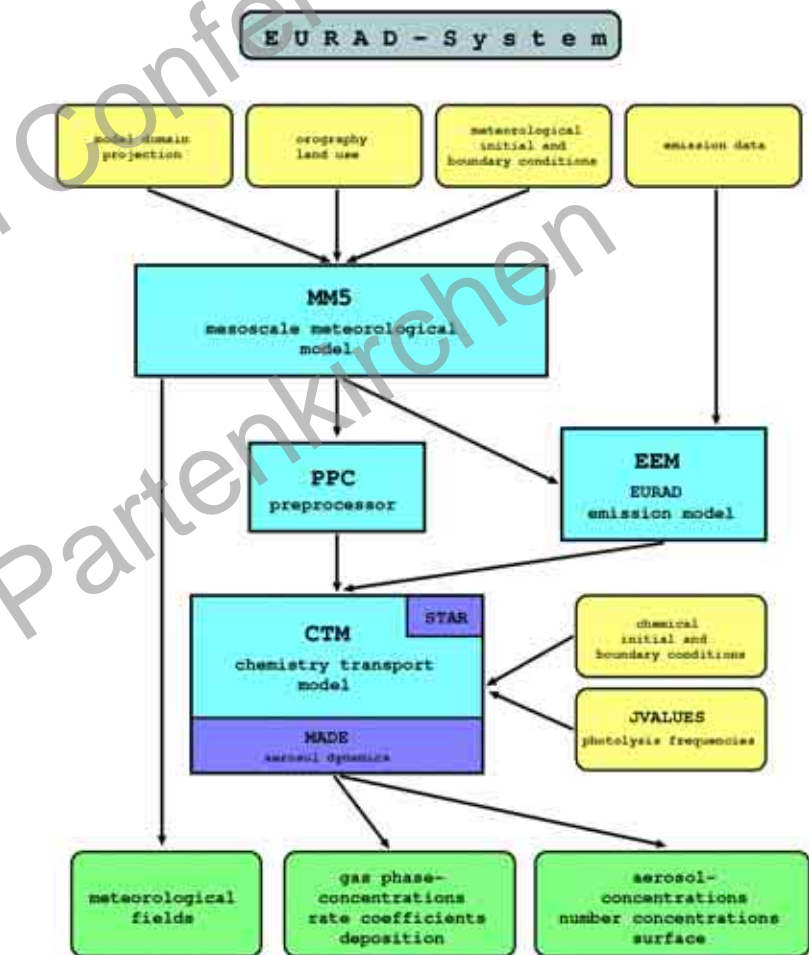 EURAD-System
model domain
projection
orography
land use
meteorological
initial and
boundary conditions
emission data
MM5
mesoscale meteorological
model
PPC
preprocessor
EEM
EURAD
emission model
CTM
STAR
chemistry transport
model
MADE
aerosol dynamics
chemical
initial and
boundary conditions
JVALUES
photolysis frequencies
meteorological
fields
gas phase-
concentrations
rate coefficients
deposition
aerosol-
concentrations
number concentrations
surface
Partenkirchen